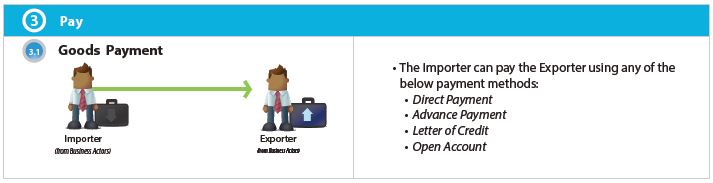 3 Pay
3.1 Goods Payment
Importer
(from Business Actors)
Exporter
(from Business Actors)
• The Importer can pay the Exporter using any of the
below payment methods:
• Direct Payment
• Advance Payment
• Letter of Credit
• Open Account